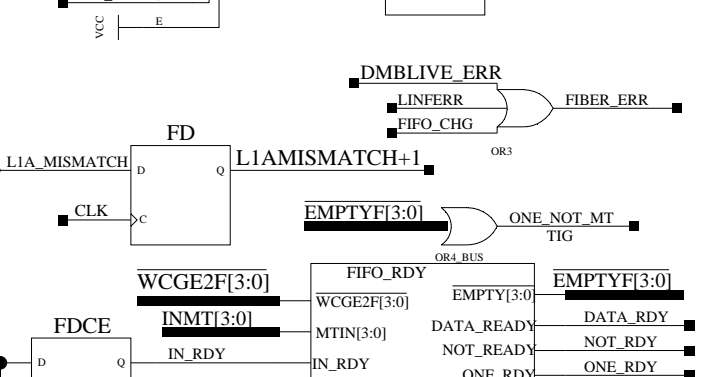 VCC
E
DMBLIVE_ERR
LINFERR
FIFO_CHG
FIBER_ERR
OR3
FD
L1A_MISMATCH
D
Q
L1AMISMATCH+1
CLK
C
EMPTYF[3:0]
ONE_NOT_MT
TIG
OR4_BUS
FIFO_RDY
WCGE2F[3:0]
WCGE2F[3:0]
EMPTY[3:0]
EMPTYF[3:0]
INMT[3:0]
MTIN[3:0]
DATA_READY
DATA_RDY
FDCE
D
Q
IN_RDY
IN_RDY
NOT_READY
NOT_RDY
ONE_RDY
ONE_RDY